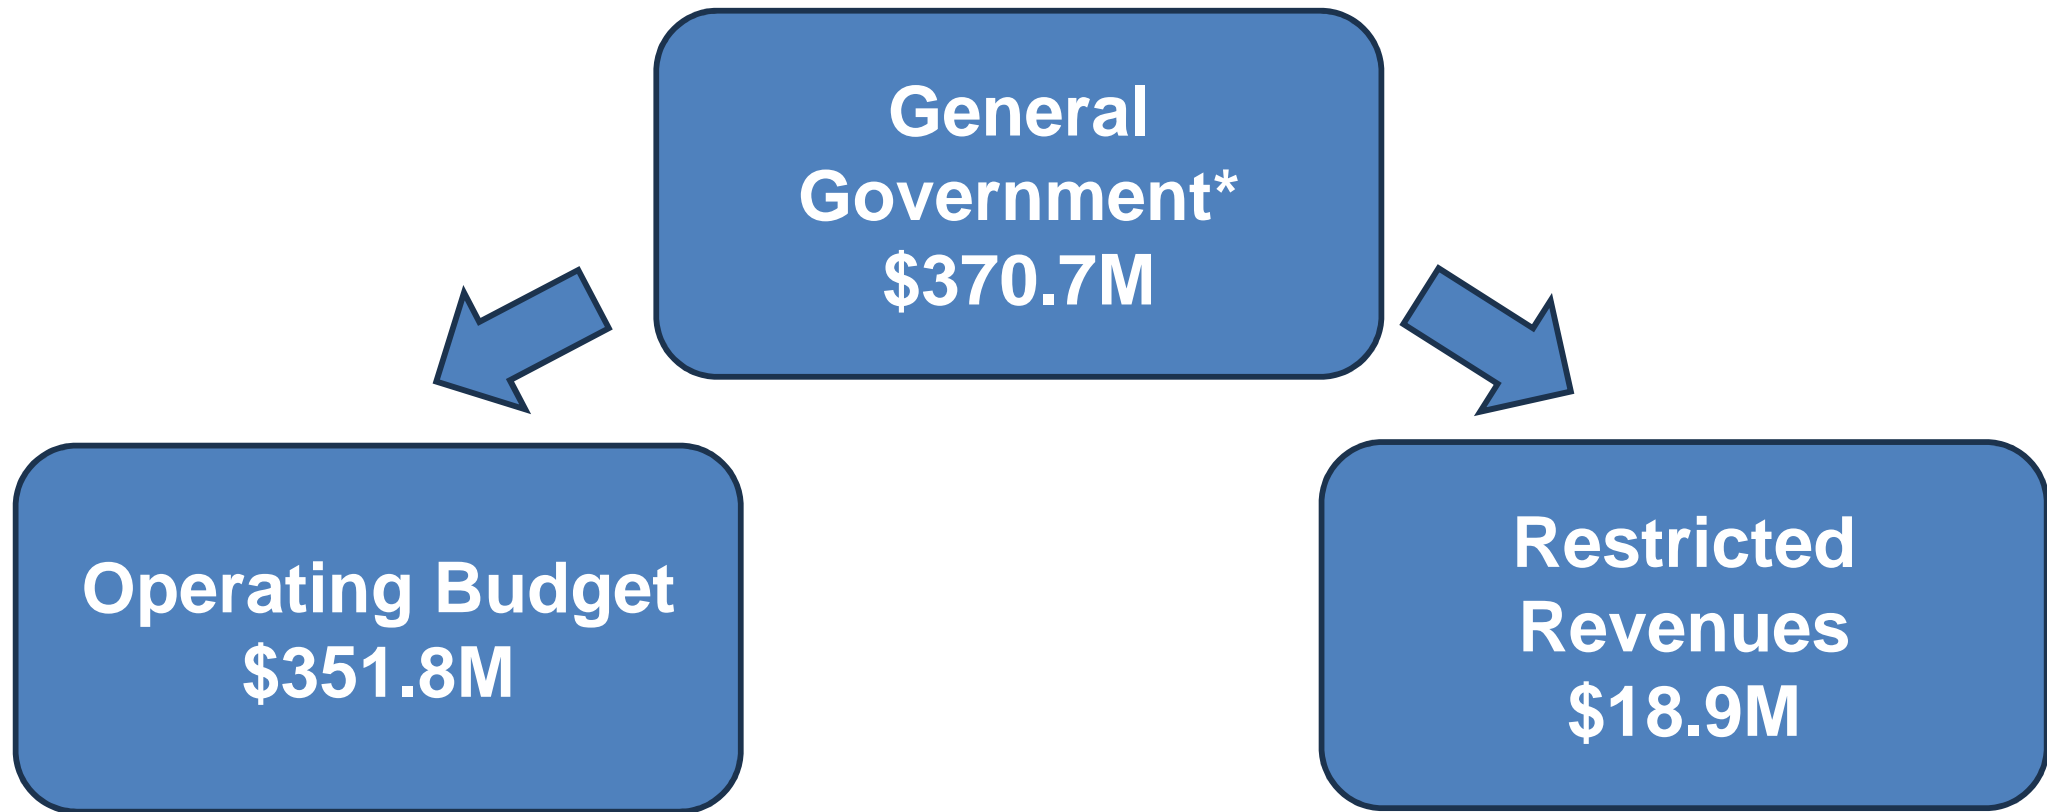 General
Government*
$370.7M
Operating Budget
$351.8M
Restricted
Revenues
$18.9M